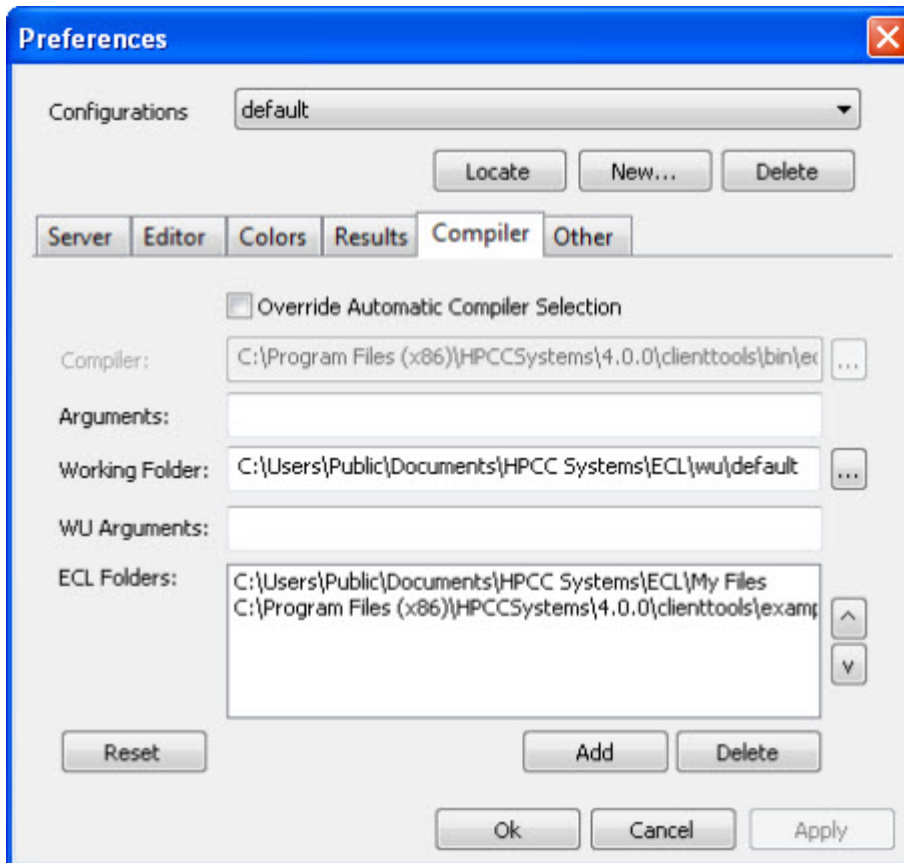 Preferences
Configurations default
Locate New... Delete
Server Editor Colors Results Compiler Other
Override Automatic Compiler Selection
Compiler: C:\Program Files (x86)\HPCCSystems\4.0.0\clienttools\bin\ec ...
Arguments:
Working Folder: C:\Users\Public\Documents\HPCC Systems\ECL\wu\default ...
WU Arguments:
ECL Folders: C:\Users\Public\Documents\HPCC Systems\ECL\My Files
C:\Program Files (x86)\HPCCSystems\4.0.0\clienttools\examp
Reset Add Delete
Ok Cancel Apply